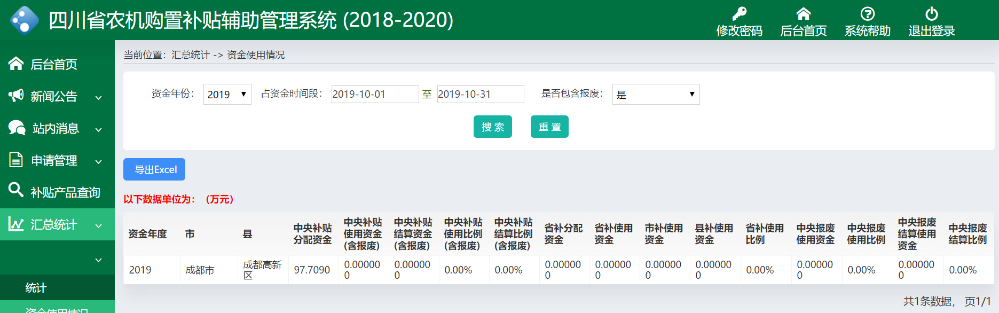 四川省农机购置补贴辅助管理系统 (2018-2020)
修改密码 后台首页 系统帮助 退出登录
后台首页
新闻公告
站内消息
申请管理
补贴产品查询
汇总统计
统计
资金使用情况
当前位置：汇总统计 -> 资金使用情况
资金年份： 2019 占资金时间段： 2019-10-01 至 2019-10-31 是否包含报废： 是
搜 索 重 置
导出Excel
以下数据单位为：（万元）
资金年度 市 县 中央补贴分配资金 中央补贴使用资金(含报废) 中央补贴结算资金(含报废) 中央补贴使用比例(含报废) 中央补贴结算比例(含报废) 省补分配资金 省补使用资金 市补使用资金 县补使用资金 省补使用比例 中央报废使用资金 中央报废使用比例 中央报废结算使用资金 中央报废结算比例
2019 成都市 成都高新区 97.7090 0.000000 0.000000 0.00% 0.00% 0.000000 0.000000 0.000000 0.000000 0.00% 0.000000 0.00% 0.000000 0.00%
共1条数据， 页1/1